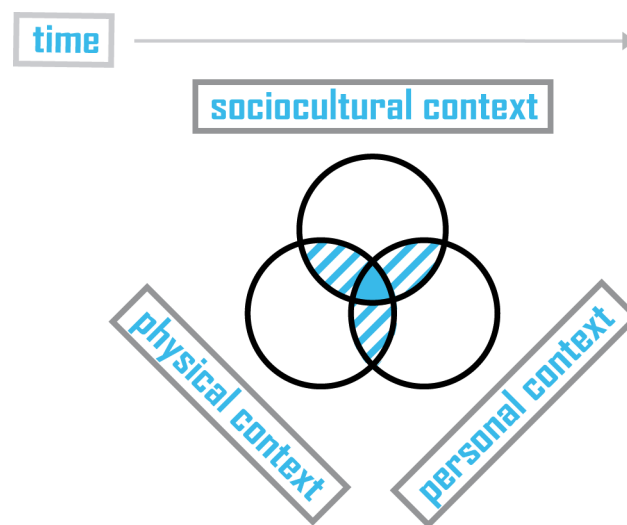 time
sociocultural context
physical context
personal context